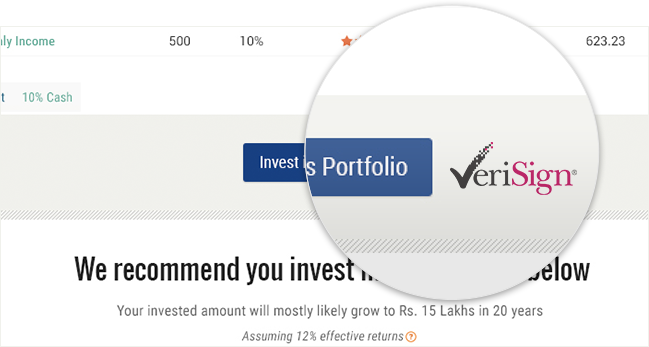 ly Income 500 10% 623.23
t 10% Cash
Invest i s Portfolio VeriSign®
We recommend you invest i below
Your invested amount will mostly likely grow to Rs. 15 Lakhs in 20 years
Assuming 12% effective returns ?